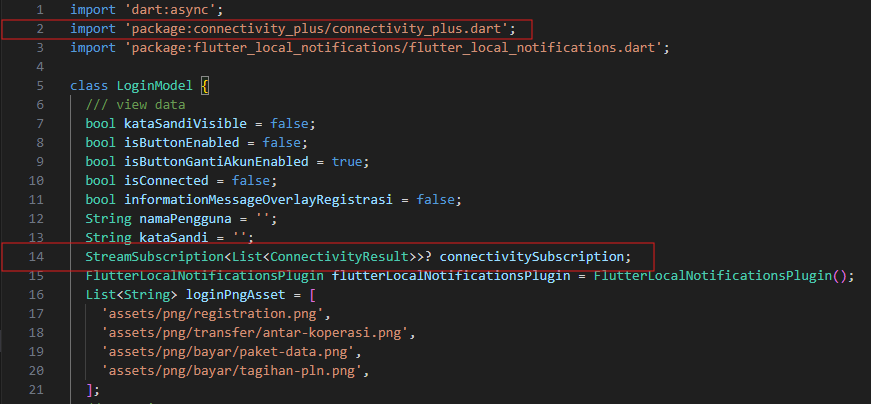 1 import 'dart:async';
2 import 'package:connectivity_plus/connectivity_plus.dart';
3 import 'package:flutter_local_notifications/flutter_local_notifications.dart';
4
5 class LoginModel {
6 /// view data
7 bool kataSandiVisible = false;
8 bool isButtonEnabled = false;
9 bool isButtonGantiAkunEnabled = true;
10 bool isConnected = false;
11 bool informationMessageOverlayRegistrasi = false;
12 String namaPengguna = '';
13 String kataSandi = '';
14 StreamSubscription<List<ConnectivityResult>>? connectivitySubscription;
15 FlutterLocalNotificationsPlugin flutterLocalNotificationsPlugin = FlutterLocalNotificationsPlugin();
16 List<String> loginPngAsset = [
17 'assets/png/registration.png',
18 'assets/png/transfer/antar-koperasi.png',
19 'assets/png/bayar/paket-data.png',
20 'assets/png/bayar/tagihan-pln.png',
21 ];